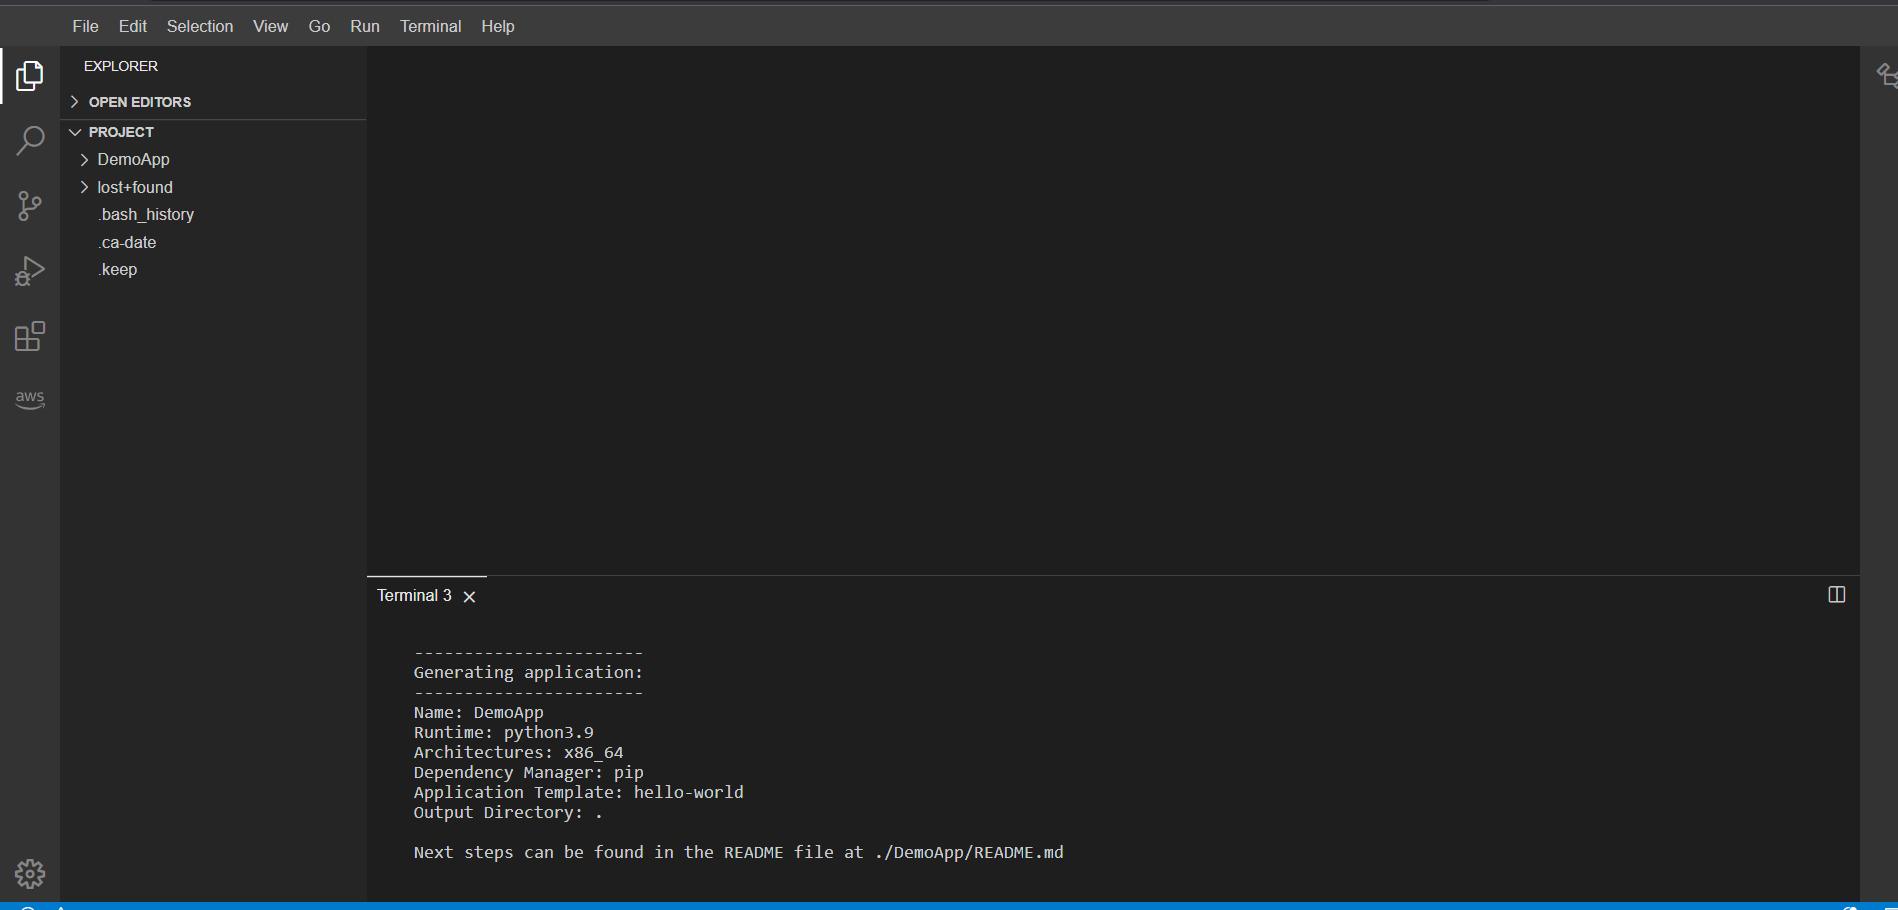 File Edit Selection View Go Run Terminal Help
EXPLORER
OPEN EDITORS
PROJECT
DemoApp
lost+found
.bash_history
.ca-date
.keep
aws
Terminal 3
-----------------------
Generating application:
-----------------------
Name: DemoApp
Runtime: python3.9
Architectures: x86_64
Dependency Manager: pip
Application Template: hello-world
Output Directory: .
Next steps can be found in the README file at ./DemoApp/README.md